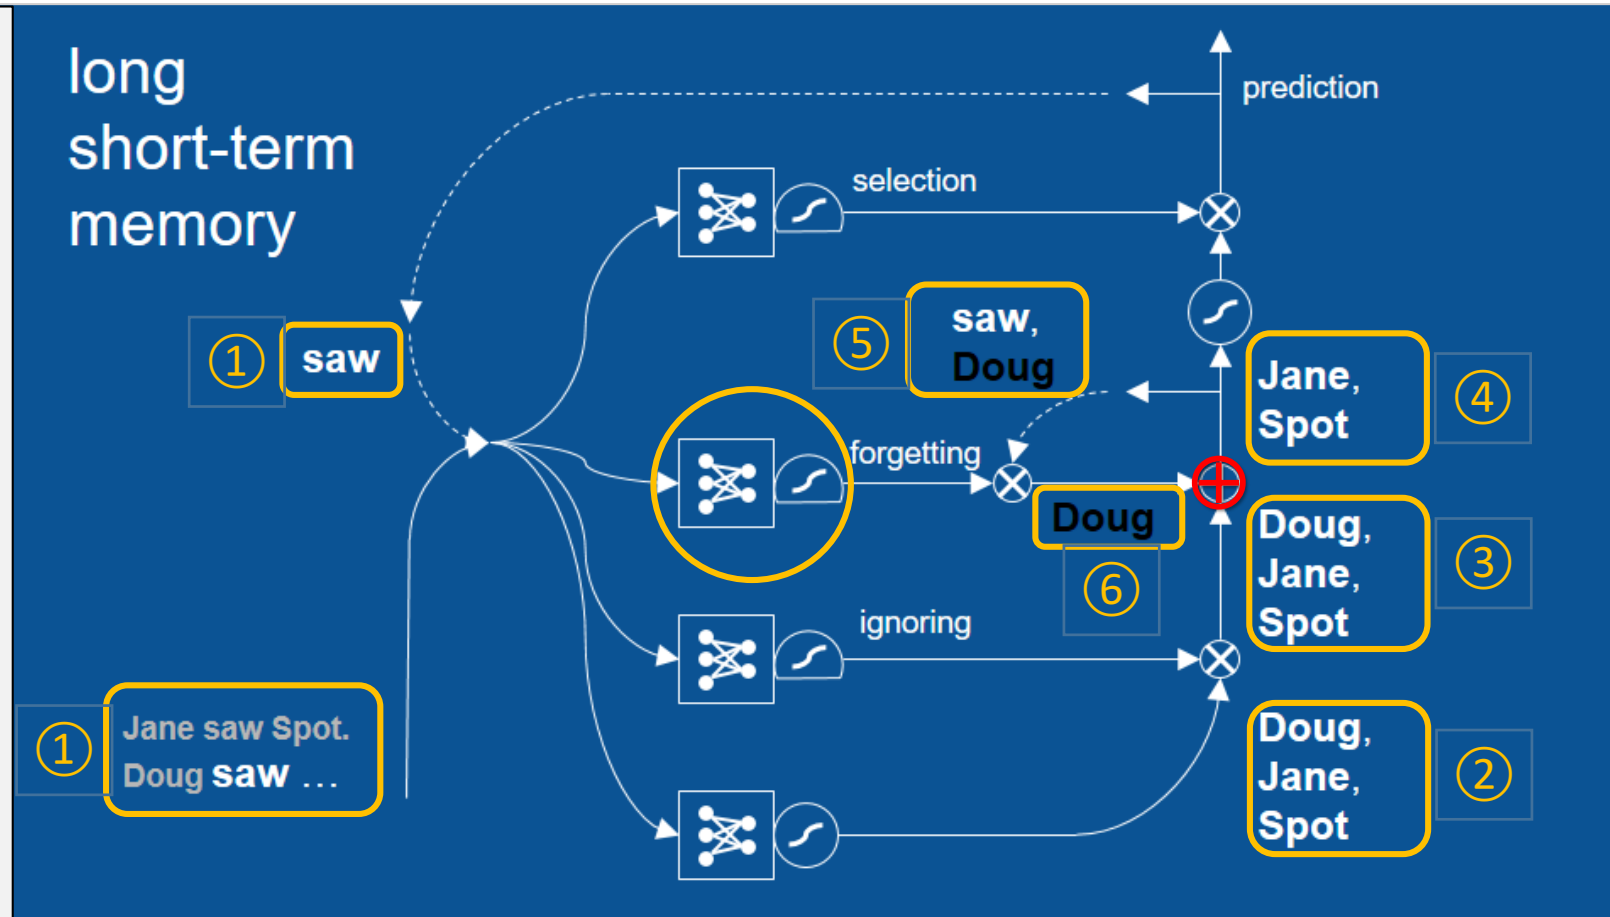 long
short-term
memory
prediction
selection
① saw
⑤ saw,
Doug
Jane,
Spot
④
forgetting
Doug
⑥
Doug,
Jane,
Spot
③
ignoring
① Jane saw Spot.
Doug saw ...
Doug,
Jane,
Spot
②